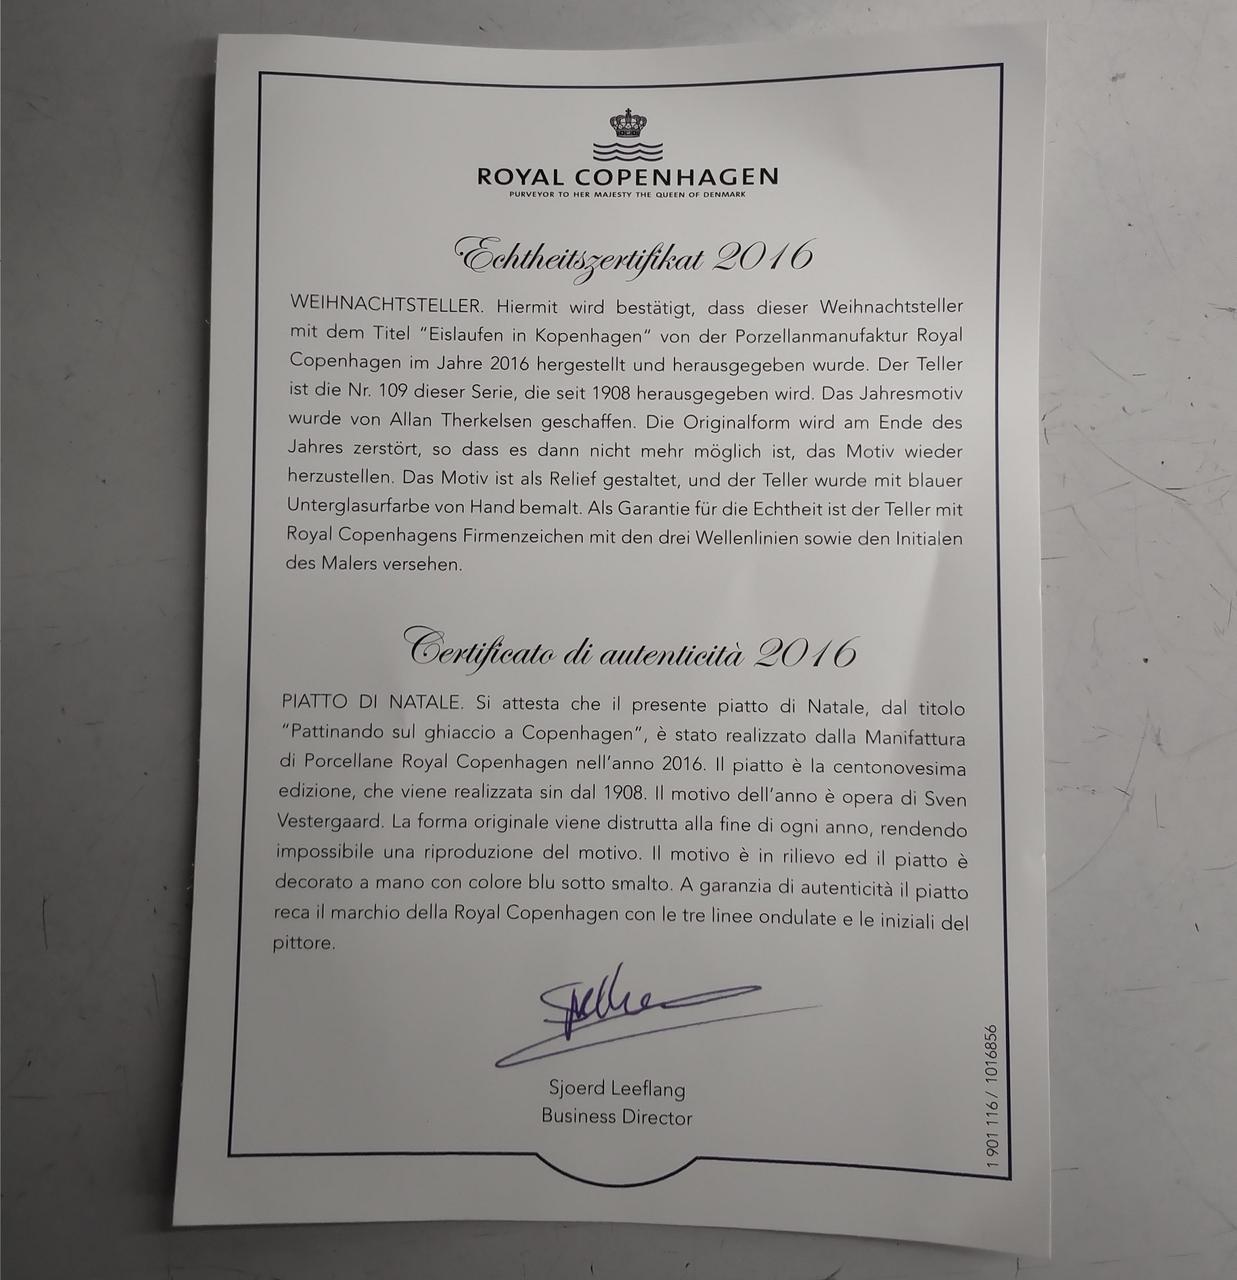 ROYAL COPENHAGEN
PURVEYOR TO HER MAJESTY THE QUEEN OF DENMARK
Echtheitszertifikat 2016
WEIHNACHTSTELLER. Hiermit wird bestätigt, dass dieser Weihnachtsteller
mit dem Titel “Eislaufen in Kopenhagen” von der Porzellanmanufaktur Royal
Copenhagen im Jahre 2016 hergestellt und herausgegeben wurde. Der Teller
ist die Nr. 109 dieser Serie, die seit 1908 herausgegeben wird. Das Jahresmotiv
wurde von Allan Therkelsen geschaffen. Die Originalform wird am Ende des
Jahres zerstört, so dass es dann nicht mehr möglich ist, das Motiv wieder
herzustellen. Das Motiv ist als Relief gestaltet, und der Teller wurde mit blauer
Unterglasurfarbe von Hand bemalt. Als Garantie für die Echtheit ist der Teller mit
Royal Copenhagens Firmenzeichen mit den drei Wellenlinien sowie den Initialen
des Malers versehen.
Certificato di autenticità 2016
PIATTO DI NATALE. Si attesta che il presente piatto di Natale, dal titolo
“Pattinando sul ghiaccio a Copenhagen”, è stato realizzato dalla Manifattura
di Porcellane Royal Copenhagen nell’anno 2016. Il piatto è la centonovesima
edizione, che viene realizzata sin dal 1908. Il motivo dell’anno è opera di Sven
Vestergaard. La forma originale viene distrutta alla fine di ogni anno, rendendo
impossibile una riproduzione del motivo. Il motivo è in rilievo ed il piatto è
decorato a mano con colore blu sotto smalto. A garanzia di autenticità il piatto
reca il marchio della Royal Copenhagen con le tre linee ondulate e le iniziali del
pittore.
Sjoerd Leeflang
Business Director
1 901 116 / 1016856